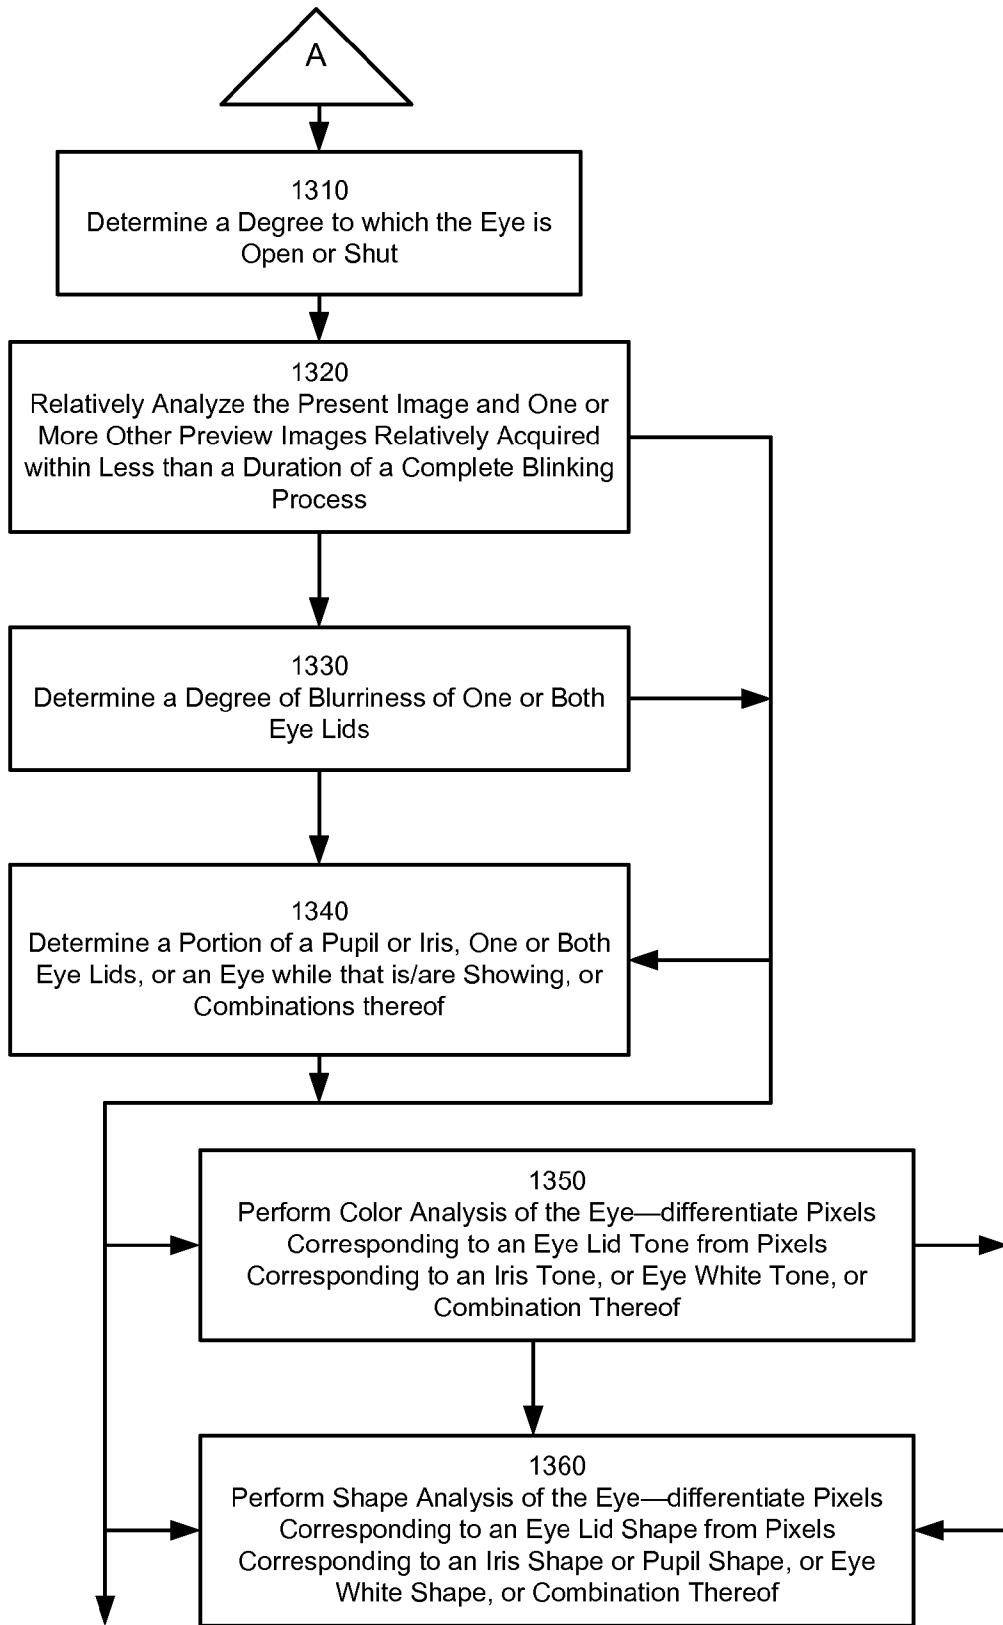 A
1310
Determine a Degree to which the Eye is
Open or Shut
1320
Relatively Analyze the Present Image and One or
More Other Preview Images Relatively Acquired
within Less than a Duration of a Complete Blinking
Process
1330
Determine a Degree of Blurriness of One or Both
Eye Lids
1340
Determine a Portion of a Pupil or Iris, One or Both
Eye Lids, or an Eye while that is/are Showing, or
Combinations thereof
1350
Perform Color Analysis of the Eye—differentiate Pixels
Corresponding to an Eye Lid Tone from Pixels
Corresponding to an Iris Tone, or Eye White Tone, or
Combination Thereof
1360
Perform Shape Analysis of the Eye—differentiate Pixels
Corresponding to an Eye Lid Shape from Pixels
Corresponding to an Iris Shape or Pupil Shape, or Eye
White Shape, or Combination Thereof